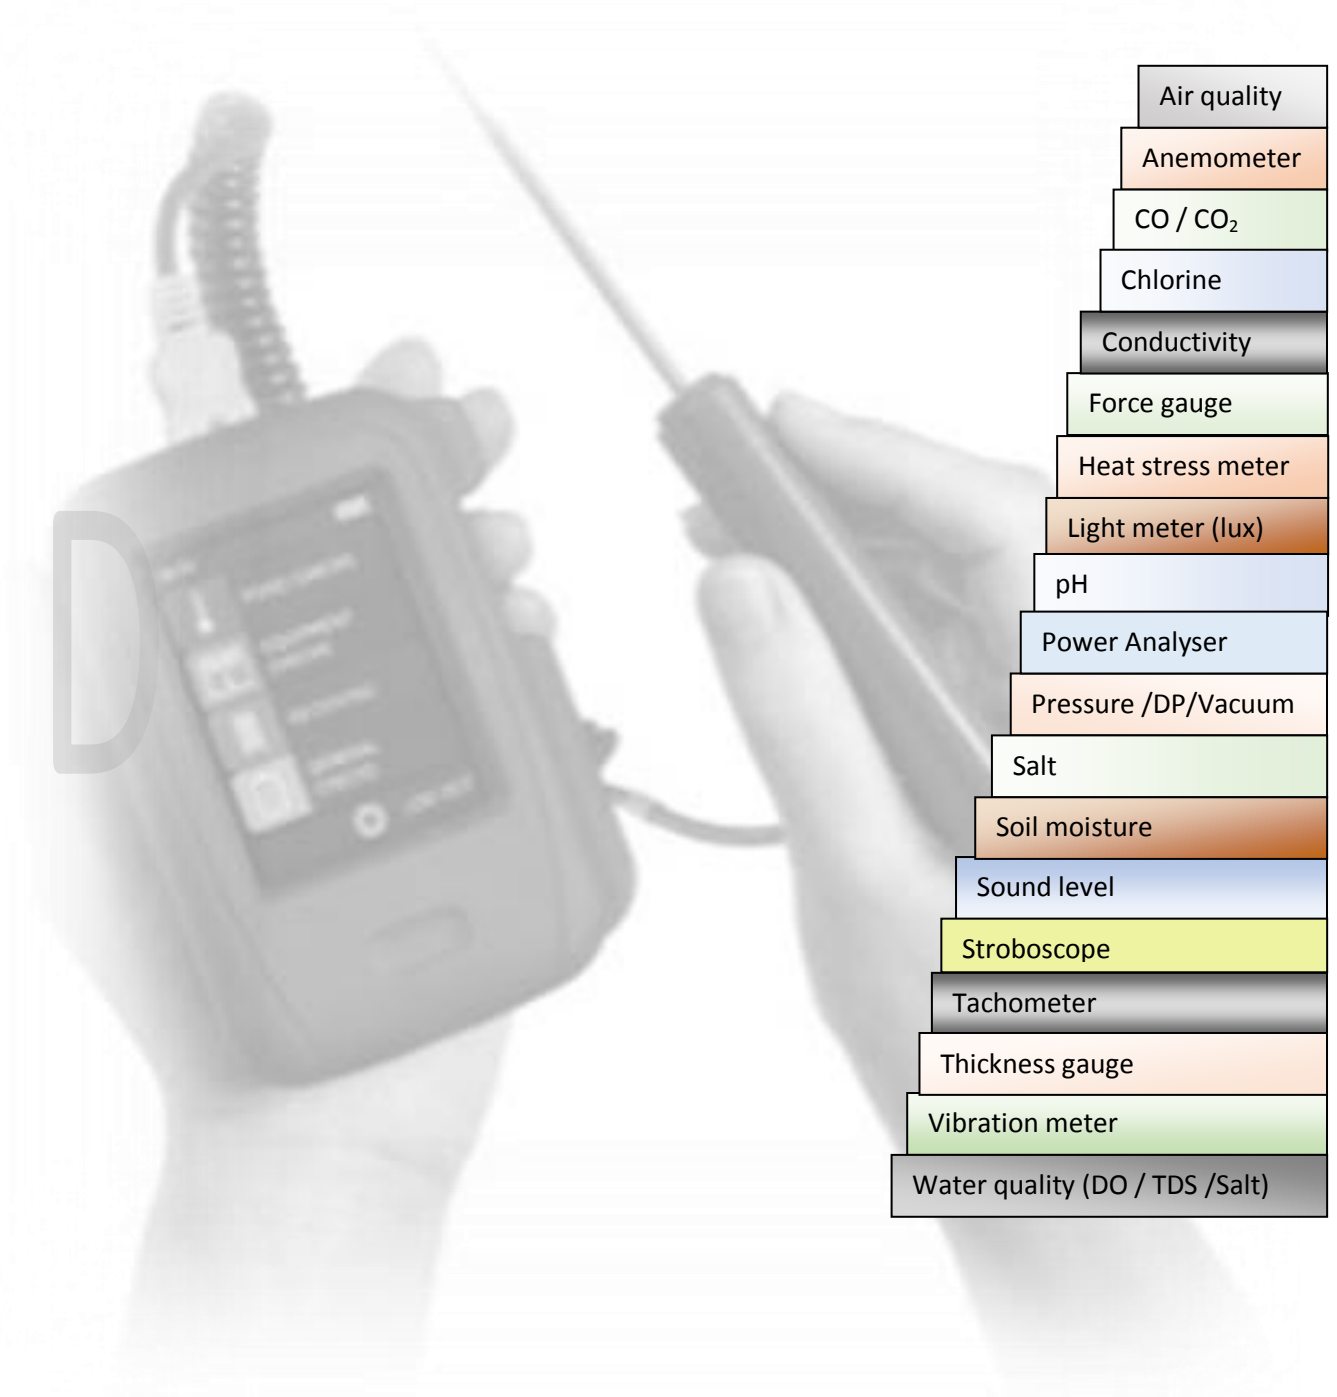 Air quality
Anemometer
CO / CO₂
Chlorine
Conductivity
Force gauge
Heat stress meter
Light meter (lux)
pH
Power Analyser
Pressure /DP/Vacuum
Salt
Soil moisture
Sound level
Stroboscope
Tachometer
Thickness gauge
Vibration meter
Water quality (DO / TDS /Salt)
D